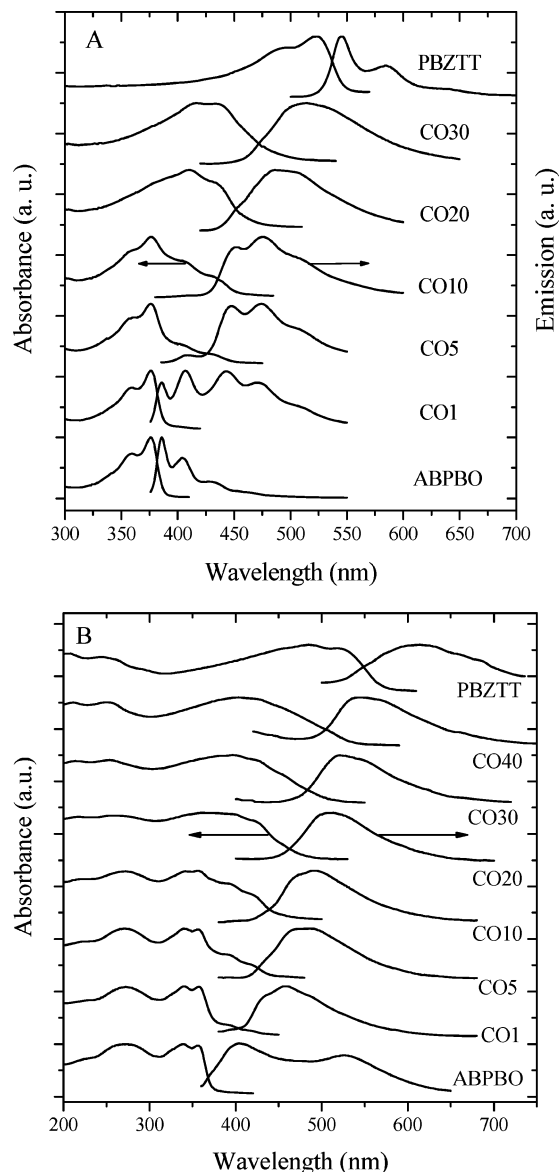 A
PBZTT
CO30
CO20
CO10
CO5
CO1
ABPBO
Absorbance (a. u.)
Emission (a. u.)
300 350 400 450 500 550 600 650 700
Wavelength (nm)
B
PBZTT
CO40
CO30
CO20
CO10
CO5
CO1
ABPBO
Absorbance (a.u.)
200 300 400 500 600 700
Wavelength (nm)